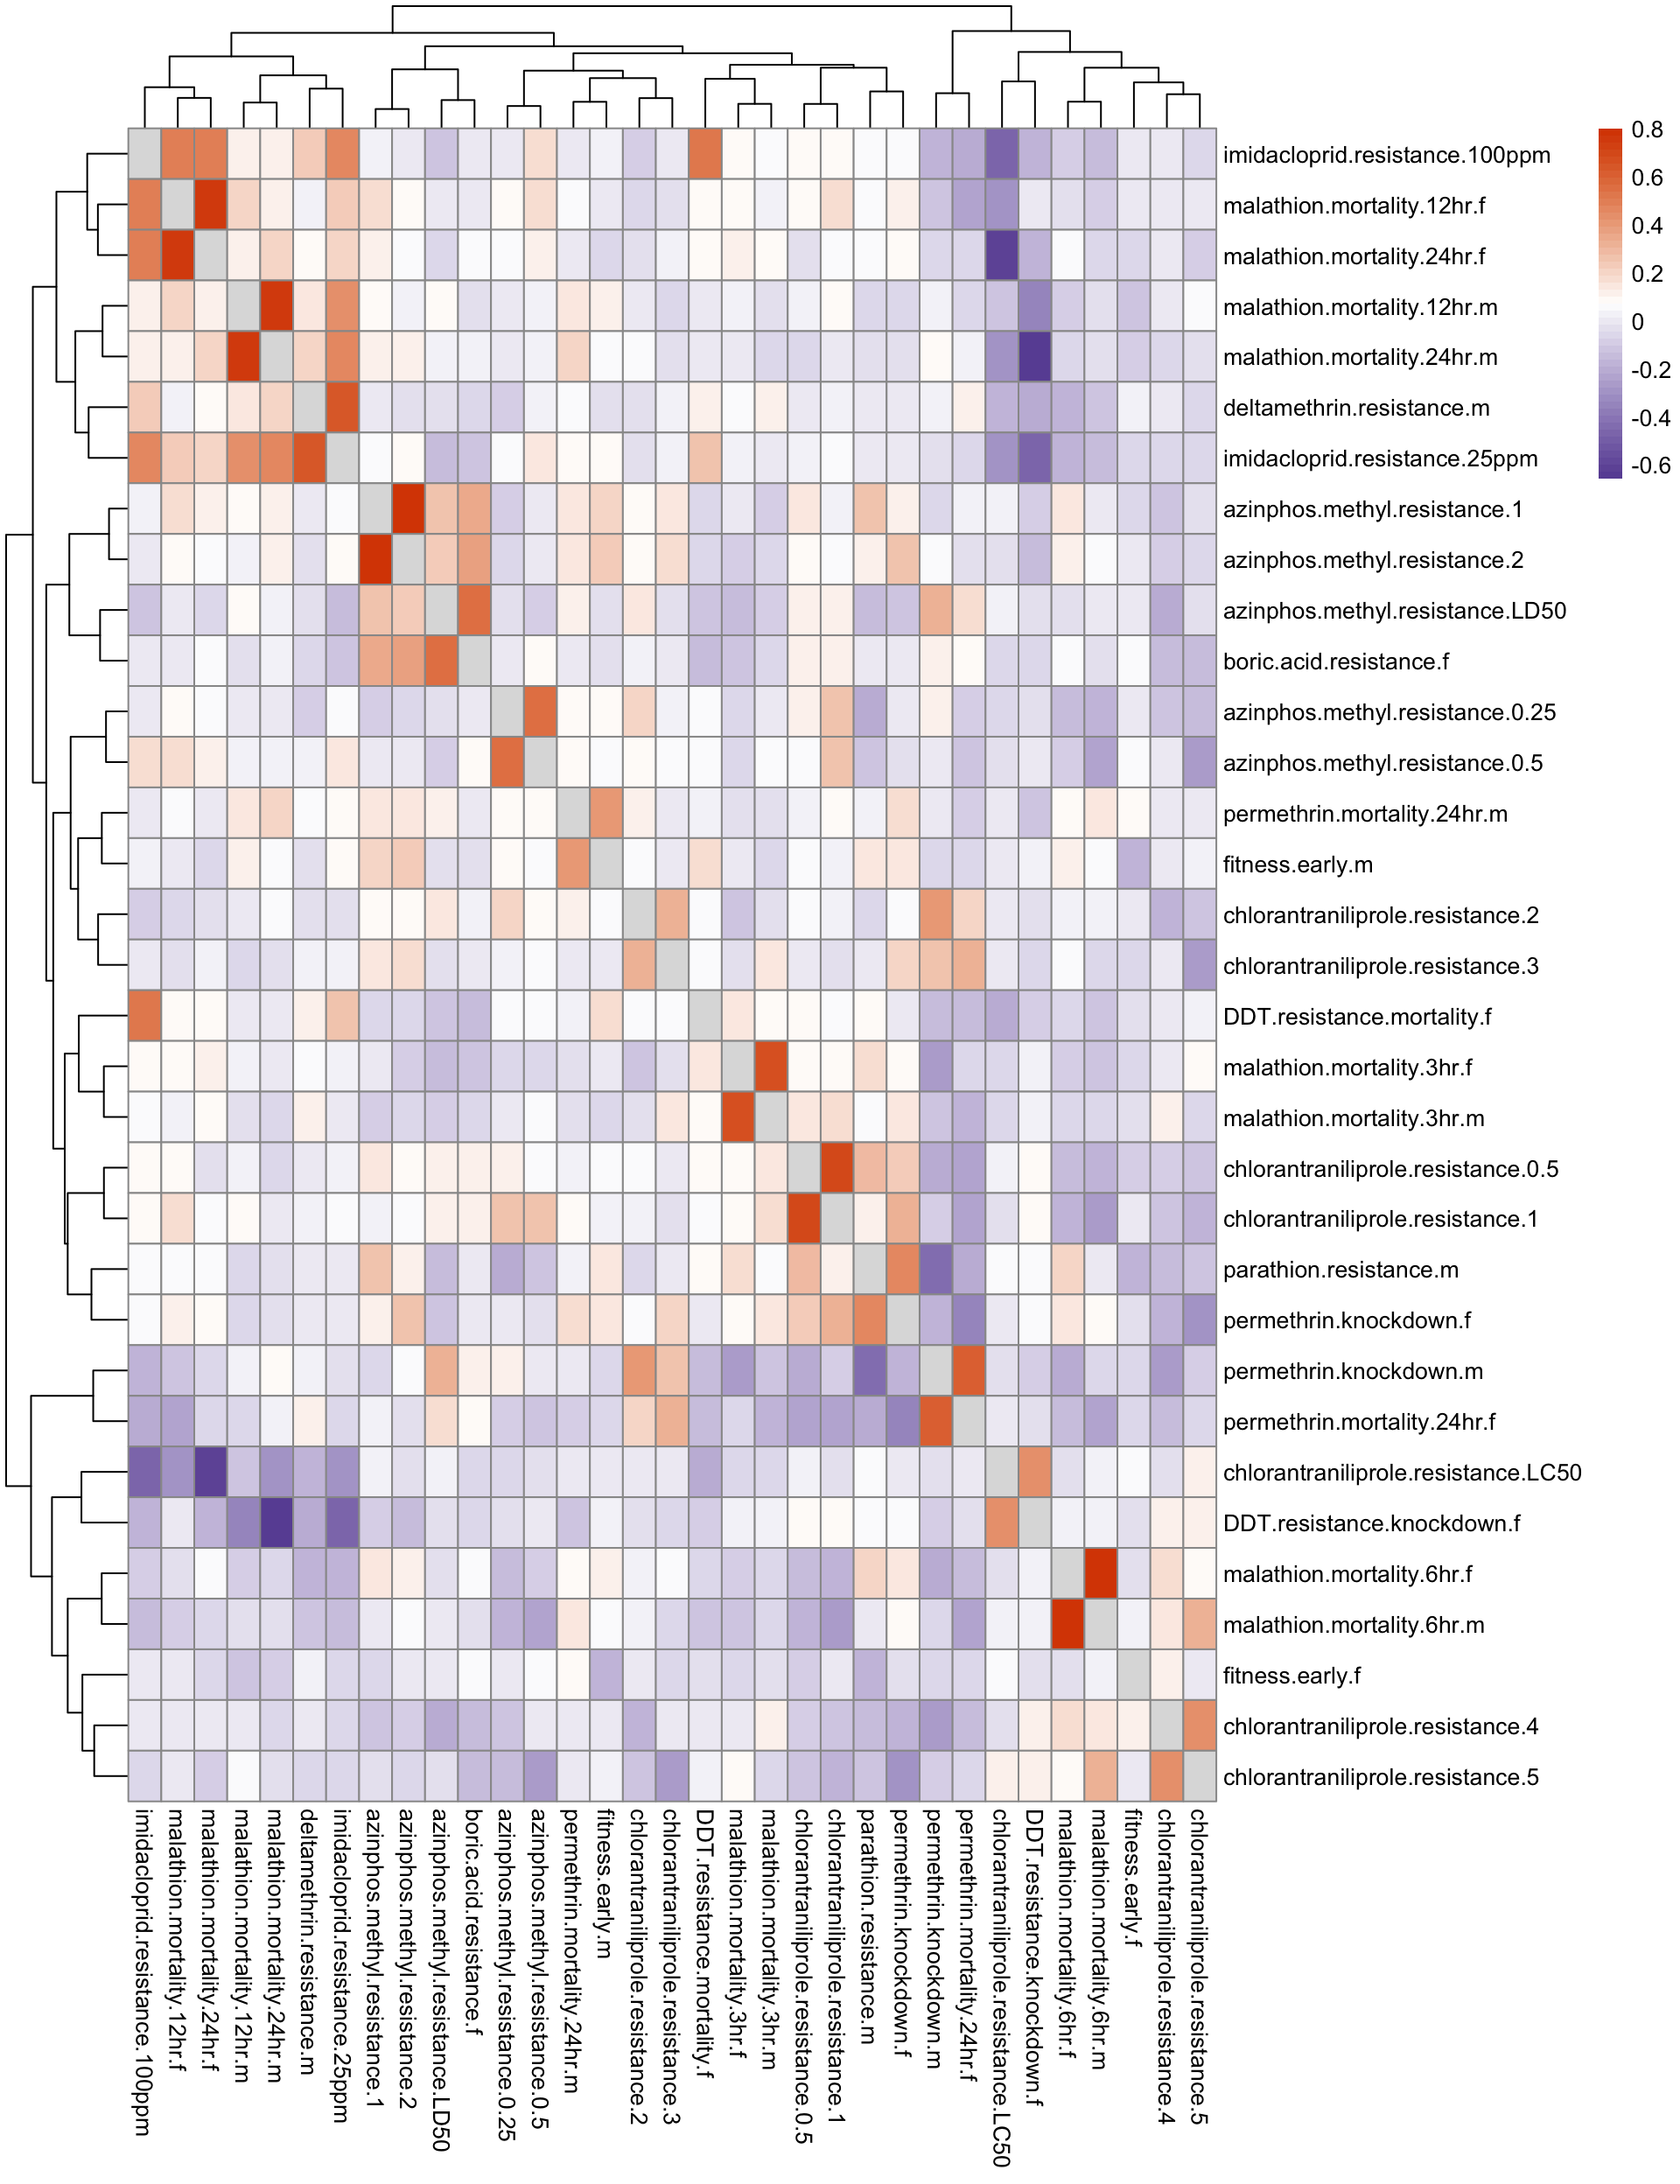 0.8
0.6
0.4
0.2
0
-0.2
-0.4
-0.6
imidacloprid.resistance.100ppm
malathion.mortality.12hr.f
malathion.mortality.24hr.f
malathion.mortality.12hr.m
malathion.mortality.24hr.m
deltamethrin.resistance.m
imidacloprid.resistance.25ppm
azinphos.methyl.resistance.1
azinphos.methyl.resistance.2
azinphos.methyl.resistance.LD50
boric.acid.resistance.f
azinphos.methyl.resistance.0.25
azinphos.methyl.resistance.0.5
permethrin.mortality.24hr.m
fitness.early.m
chlorantraniliprole.resistance.2
chlorantraniliprole.resistance.3
DDT.resistance.mortality.f
malathion.mortality.3hr.f
malathion.mortality.3hr.m
chlorantraniliprole.resistance.0.5
chlorantraniliprole.resistance.1
parathion.resistance.m
permethrin.knockdown.f
permethrin.knockdown.m
permethrin.mortality.24hr.f
chlorantraniliprole.resistance.LC50
DDT.resistance.knockdown.f
malathion.mortality.6hr.f
malathion.mortality.6hr.m
fitness.early.f
chlorantraniliprole.resistance.4
chlorantraniliprole.resistance.5
imidacloprid.resistance.100ppm
malathion.mortality.12hr.f
malathion.mortality.24hr.f
malathion.mortality.12hr.m
malathion.mortality.24hr.m
deltamethrin.resistance.m
imidacloprid.resistance.25ppm
azinphos.methyl.resistance.1
azinphos.methyl.resistance.2
azinphos.methyl.resistance.LD50
boric.acid.resistance.f
azinphos.methyl.resistance.0.25
azinphos.methyl.resistance.0.5
permethrin.mortality.24hr.m
fitness.early.m
chlorantraniliprole.resistance.2
chlorantraniliprole.resistance.3
DDT.resistance.mortality.f
malathion.mortality.3hr.f
malathion.mortality.3hr.m
chlorantraniliprole.resistance.0.5
chlorantraniliprole.resistance.1
parathion.resistance.m
permethrin.knockdown.f
permethrin.knockdown.m
permethrin.mortality.24hr.f
chlorantraniliprole.resistance.LC50
DDT.resistance.knockdown.f
malathion.mortality.6hr.f
malathion.mortality.6hr.m
fitness.early.f
chlorantraniliprole.resistance.4
chlorantraniliprole.resistance.5